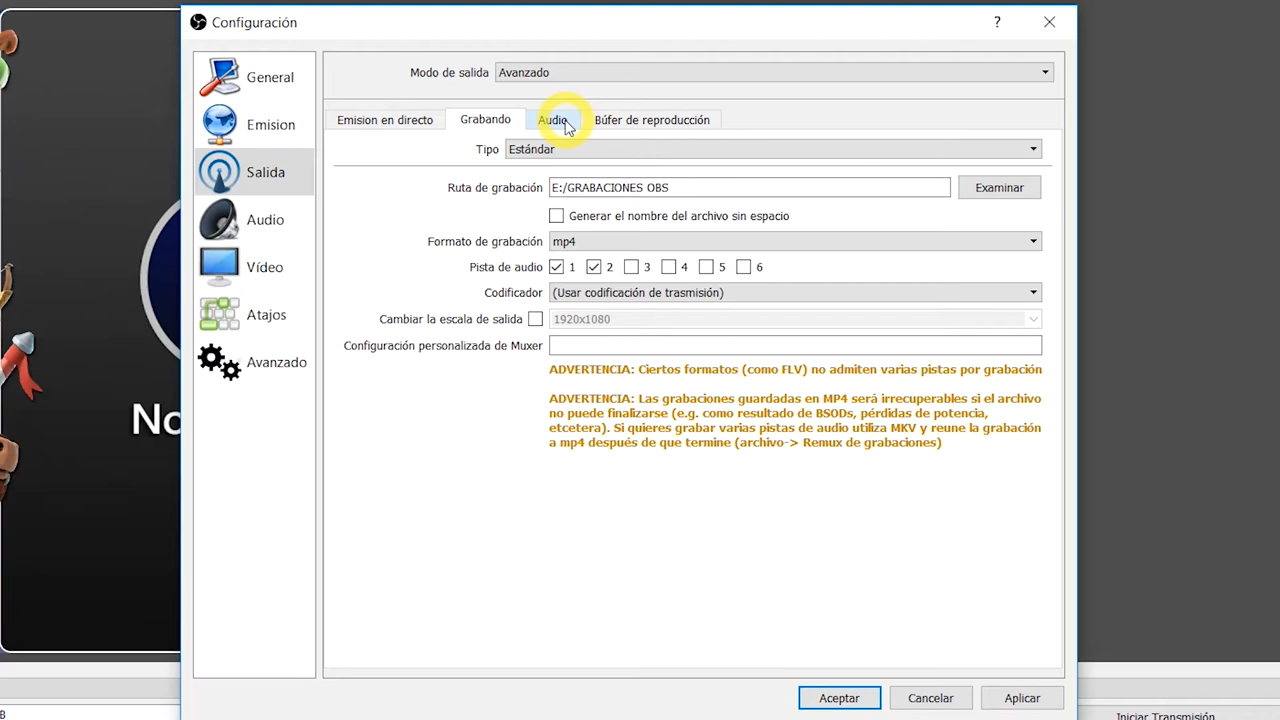 Configuración
?
General
Emision
Salida
Audio
Vídeo
Atajos
Avanzado
Modo de salida Avanzado
Emision en directo Grabando Audio Búfer de reproducción
Tipo Estándar
Ruta de grabación E:/GRABACIONES OBS Examinar
Generar el nombre del archivo sin espacio
Formato de grabación mp4
Pista de audio 1 2 3 4 5 6
Codificador (Usar codificación de trasmisión)
Cambiar la escala de salida 1920x1080
Configuración personalizada de Muxer
ADVERTENCIA: Ciertos formatos (como FLV) no admiten varias pistas por grabación
ADVERTENCIA: Las grabaciones guardadas en MP4 será irrecuperables si el archivo
no puede finalizarse (e.g. como resultado de BSODs, pérdidas de potencia,
etcetera). Si quieres grabar varias pistas de audio utiliza MKV y reune la grabación
a mp4 después de que termine (archivo-> Remux de grabaciones)
No
Aceptar Cancelar Aplicar
B
Iniciar Transmisión